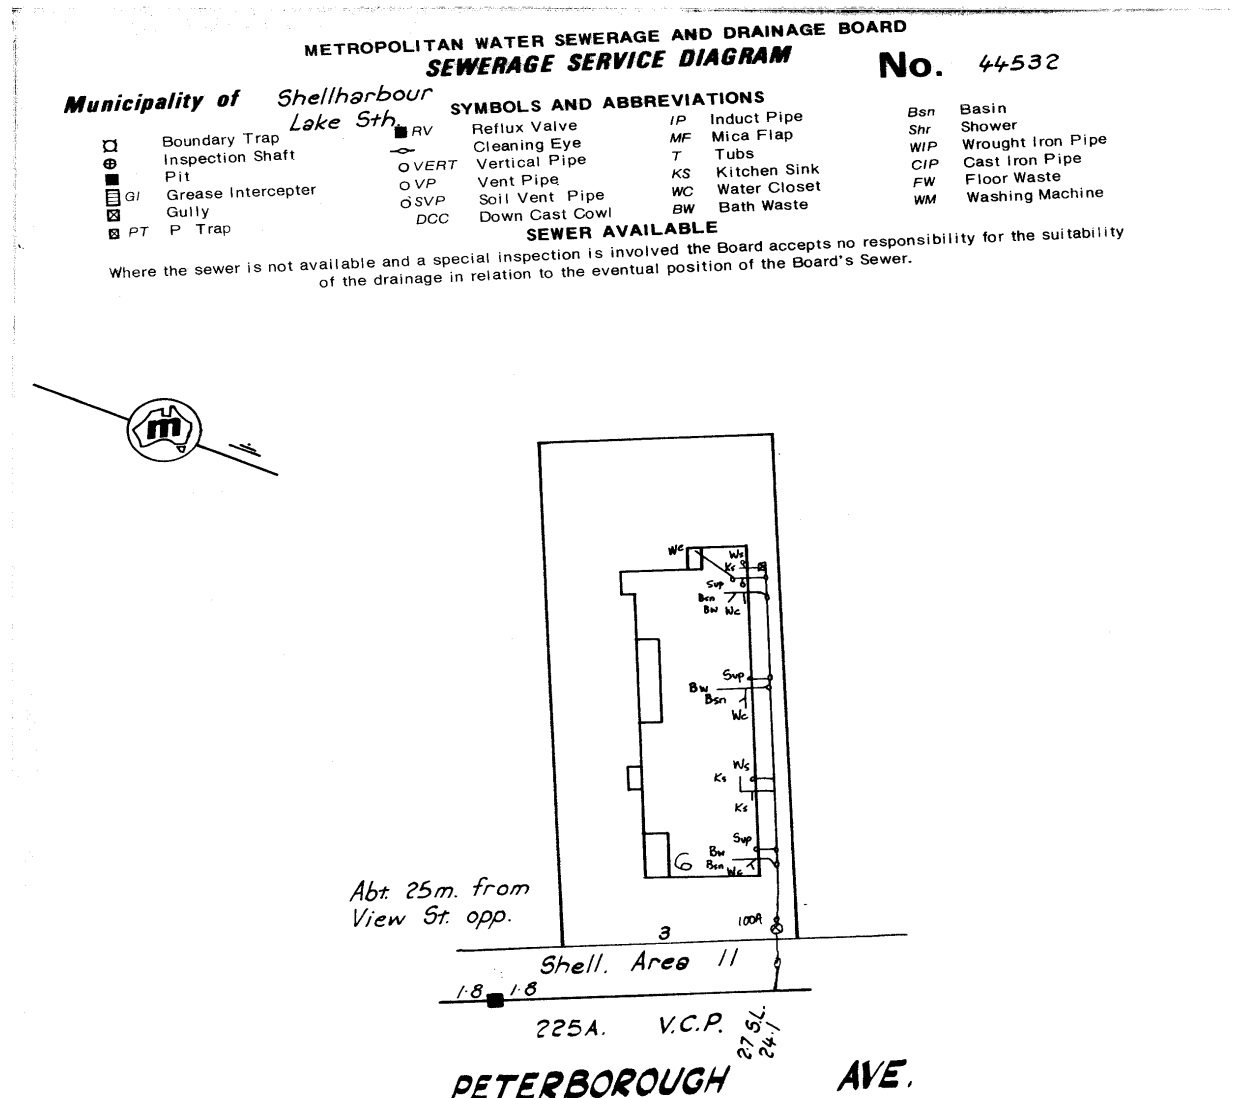 METROPOLITAN WATER SEWERAGE AND DRAINAGE BOARD
SEWERAGE SERVICE DIAGRAM
No. 44532
Municipality of Shellharbour
Lake Sth.
SYMBOLS AND ABBREVIATIONS
Boundary Trap
Inspection Shaft
Pit
GI Grease Intercepter
Gully
PT P Trap
RV Reflux Valve
Cleaning Eye
VERT Vertical Pipe
VP Vent Pipe
SVP Soil Vent Pipe
DCC Down Cast Cowl
IP Induct Pipe
MF Mica Flap
T Tubs
KS Kitchen Sink
WC Water Closet
BW Bath Waste
Bsn Basin
Shr Shower
WIP Wrought Iron Pipe
CIP Cast Iron Pipe
FW Floor Waste
WM Washing Machine
SEWER AVAILABLE
Where the sewer is not available and a special inspection is involved the Board accepts no responsibility for the suitability
of the drainage in relation to the eventual position of the Board's Sewer.
m
Wc
Ws
Ks
Svp
Bsn
Bw Wc
Svp
Bw
Bsn
Wc
Ws
Ks
Ks
Svp
Bw
Bsn
Wc
6
Abt. 25m. from
View St. opp.
100A
3
Shell. Area 11
1·8 1·8
225A. V.C.P.
2·7 S.L.
24·1
PETERBOROUGH AVE.